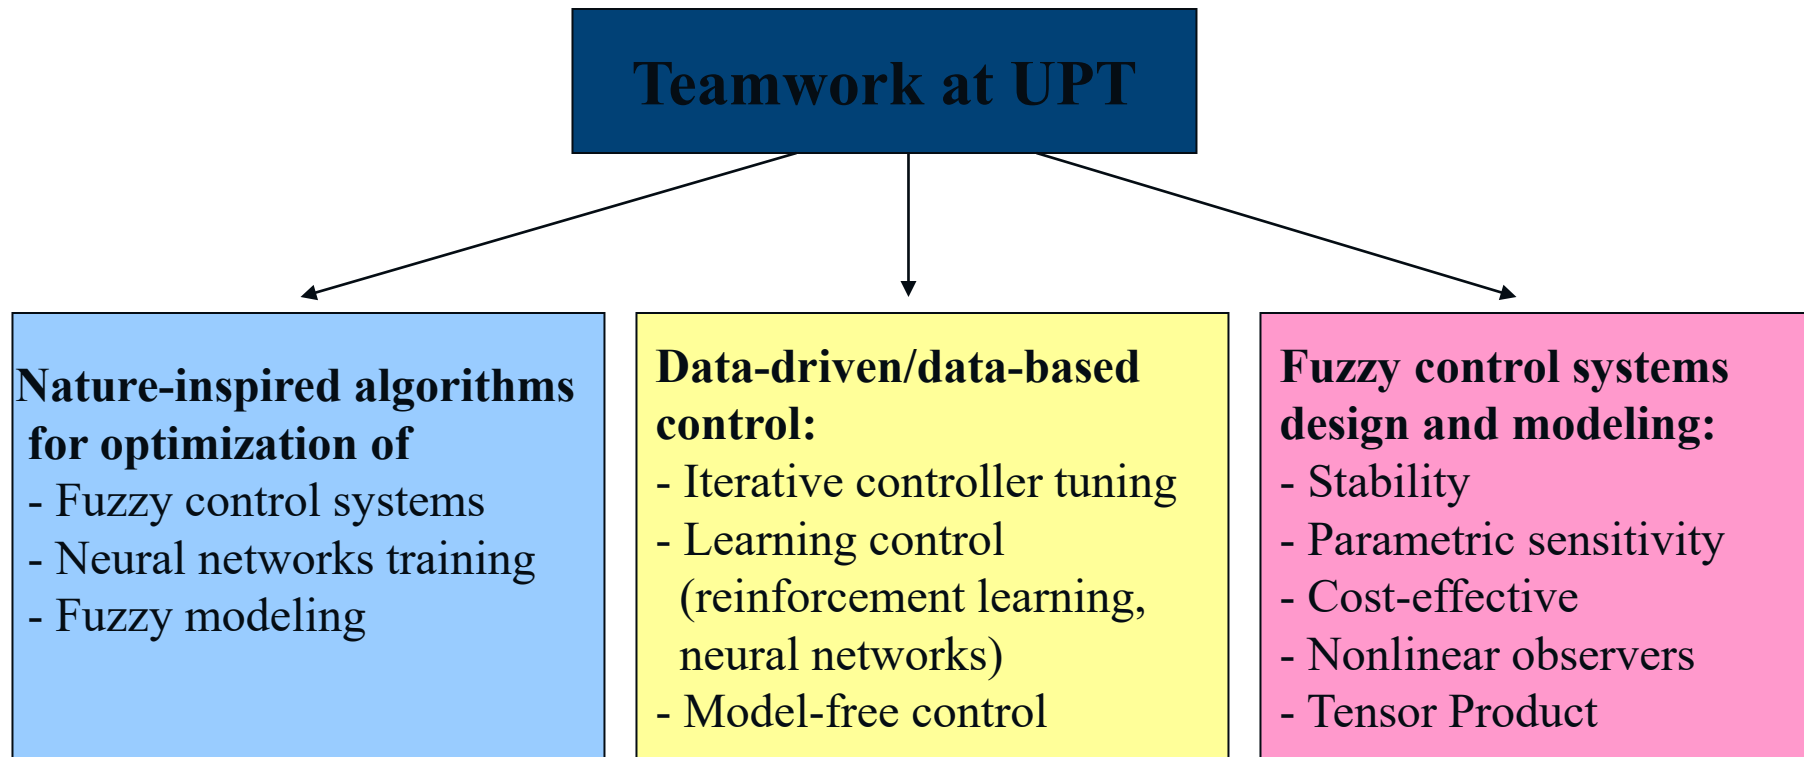 Teamwork at UPT
Nature-inspired algorithms
for optimization of
- Fuzzy control systems
- Neural networks training
- Fuzzy modeling
Data-driven/data-based
control:
- Iterative controller tuning
- Learning control
(reinforcement learning,
neural networks)
- Model-free control
Fuzzy control systems
design and modeling:
- Stability
- Parametric sensitivity
- Cost-effective
- Nonlinear observers
- Tensor Product